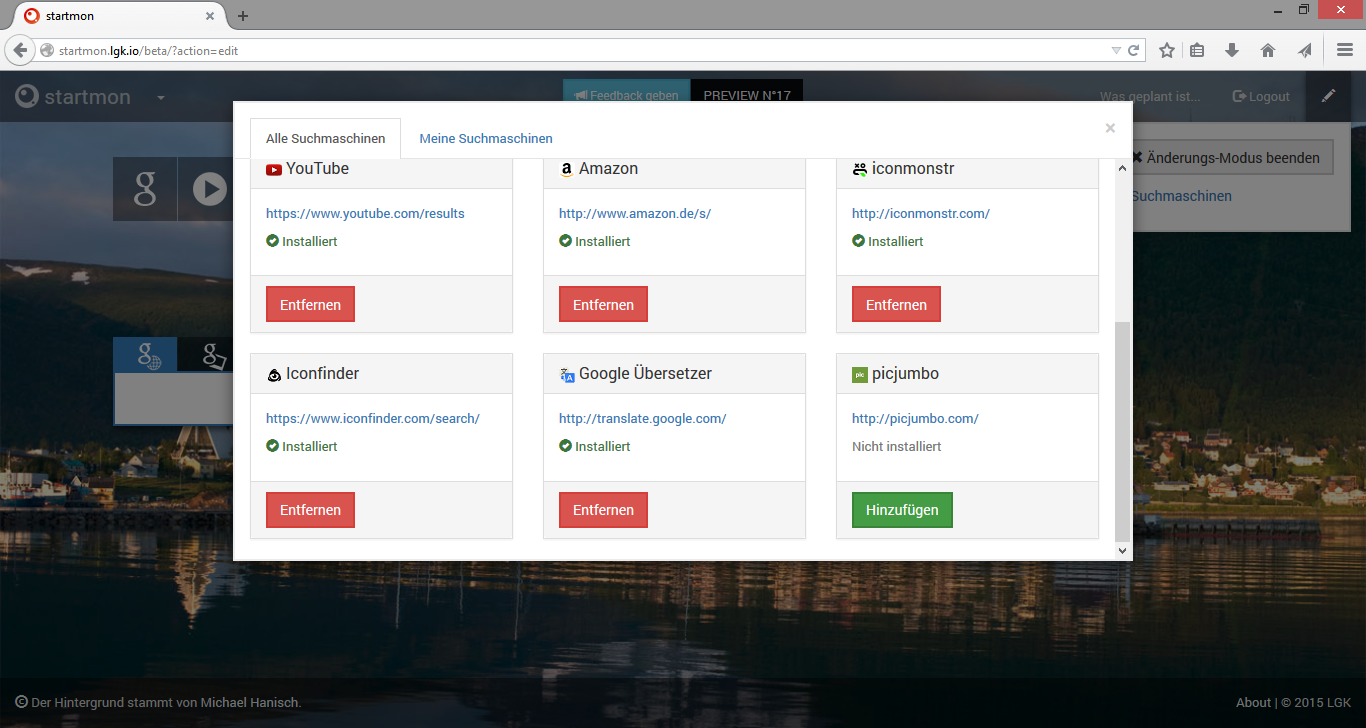 startmon
startmon.lgk.io/beta/?action=edit
startmon
Feedback geben
PREVIEW N°17
Was geplant ist...
Logout
Alle Suchmaschinen
Meine Suchmaschinen
×
Änderungs-Modus beenden
Suchmaschinen
YouTube
https://www.youtube.com/results
Installiert
Entfernen
Amazon
http://www.amazon.de/s/
Installiert
Entfernen
iconmonstr
http://iconmonstr.com/
Installiert
Entfernen
Iconfinder
https://www.iconfinder.com/search/
Installiert
Entfernen
Google Übersetzer
http://translate.google.com/
Installiert
Entfernen
pic
picjumbo
http://picjumbo.com/
Nicht installiert
Hinzufügen
© Der Hintergrund stammt von Michael Hanisch.
About | © 2015 LGK